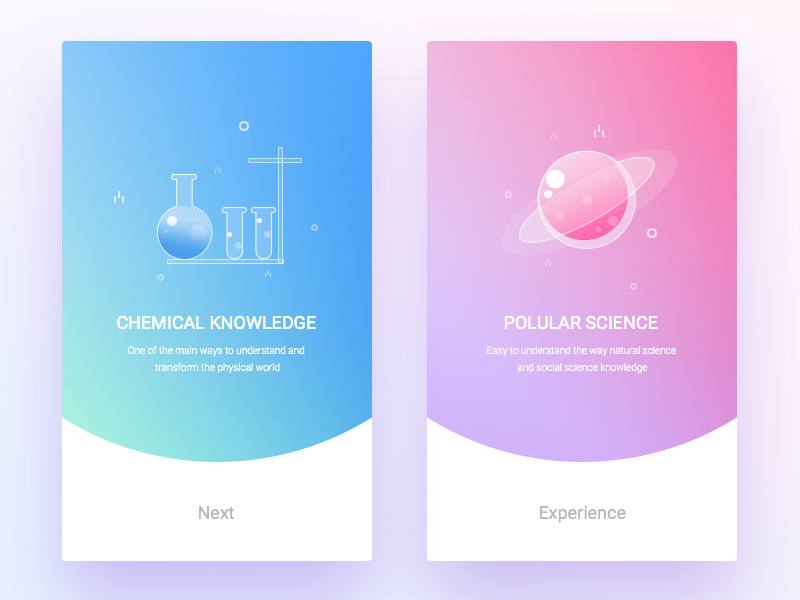 CHEMICAL KNOWLEDGE
One of the main ways to understand and
transform the physical world
Next
POLULAR SCIENCE
Easy to understand the way natural science
and social science knowledge
Experience